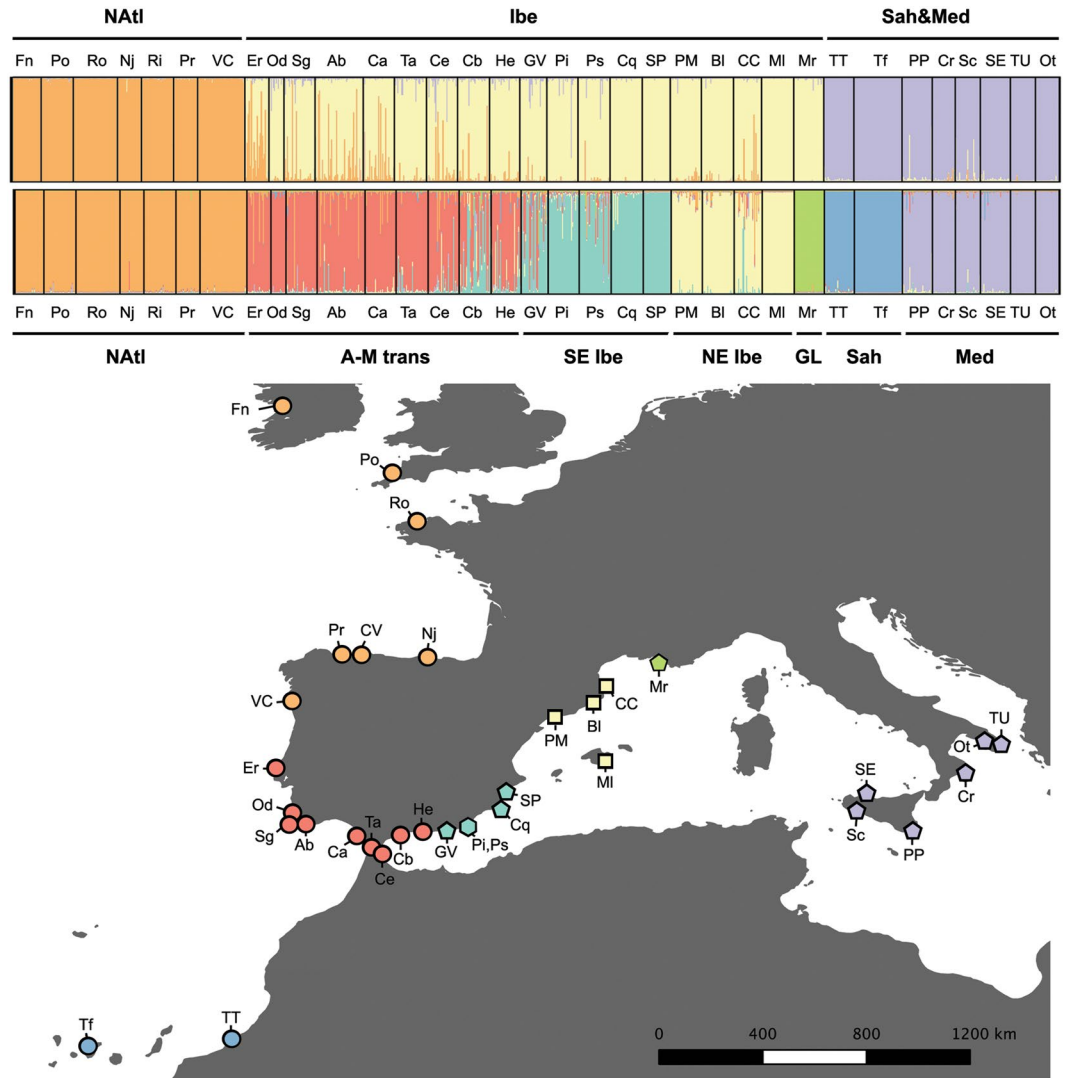 NAtl Ibe Sah&Med
Fn Po Ro Nj Ri Pr VC Er Od Sg Ab Ca Ta Ce Cb He GV Pi Ps Cq SP PM Bl CC Ml Mr TT Tf PP Cr Sc SE TU Ot
Fn Po Ro Nj Ri Pr VC Er Od Sg Ab Ca Ta Ce Cb He GV Pi Ps Cq SP PM Bl CC Ml Mr TT Tf PP Cr Sc SE TU Ot
NAtl A-M trans SE Ibe NE Ibe GL Sah Med
Fn
Po
Ro
Pr CV Nj
VC
CC
Mr
Bl
PM
Ml
TU
Ot
Er
SE
Cr
Od
SP
Sg
Ab
Ca
Ta
He
Cq
Sc
Cb
GV
Pi,Ps
PP
Ce
Tf
TT
0 400 800 1200 km